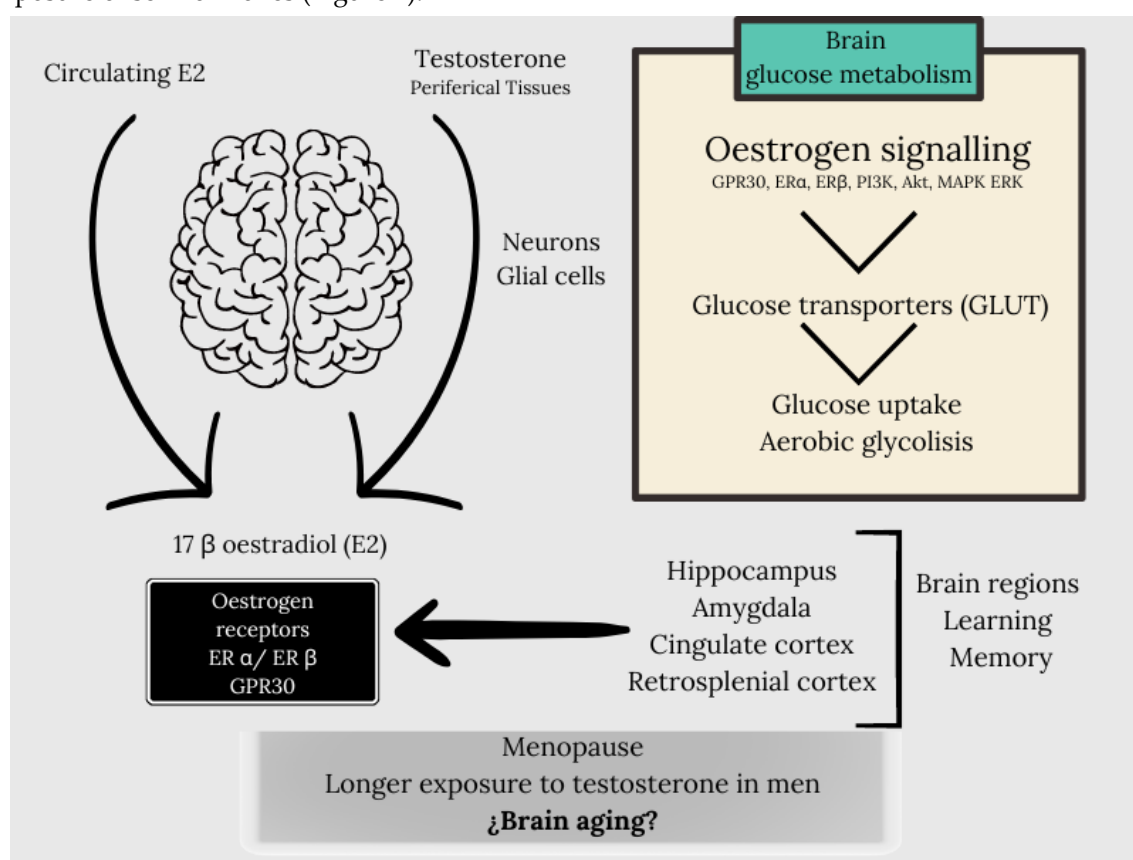 Circulating E2
Testosterone
Periferical Tissues
Neurons
Glial cells
Brain
glucose metabolism
Oestrogen signalling
GPR30, ERα, ERβ, PI3K, Akt, MAPK ERK
Glucose transporters (GLUT)
Glucose uptake
Aerobic glycolisis
17 β oestradiol (E2)
Oestrogen
receptors
ER α/ ER β
GPR30
Hippocampus
Amygdala
Cingulate cortex
Retrosplenial cortex
Brain regions
Learning
Memory
Menopause
Longer exposure to testosterone in men
¿Brain aging?